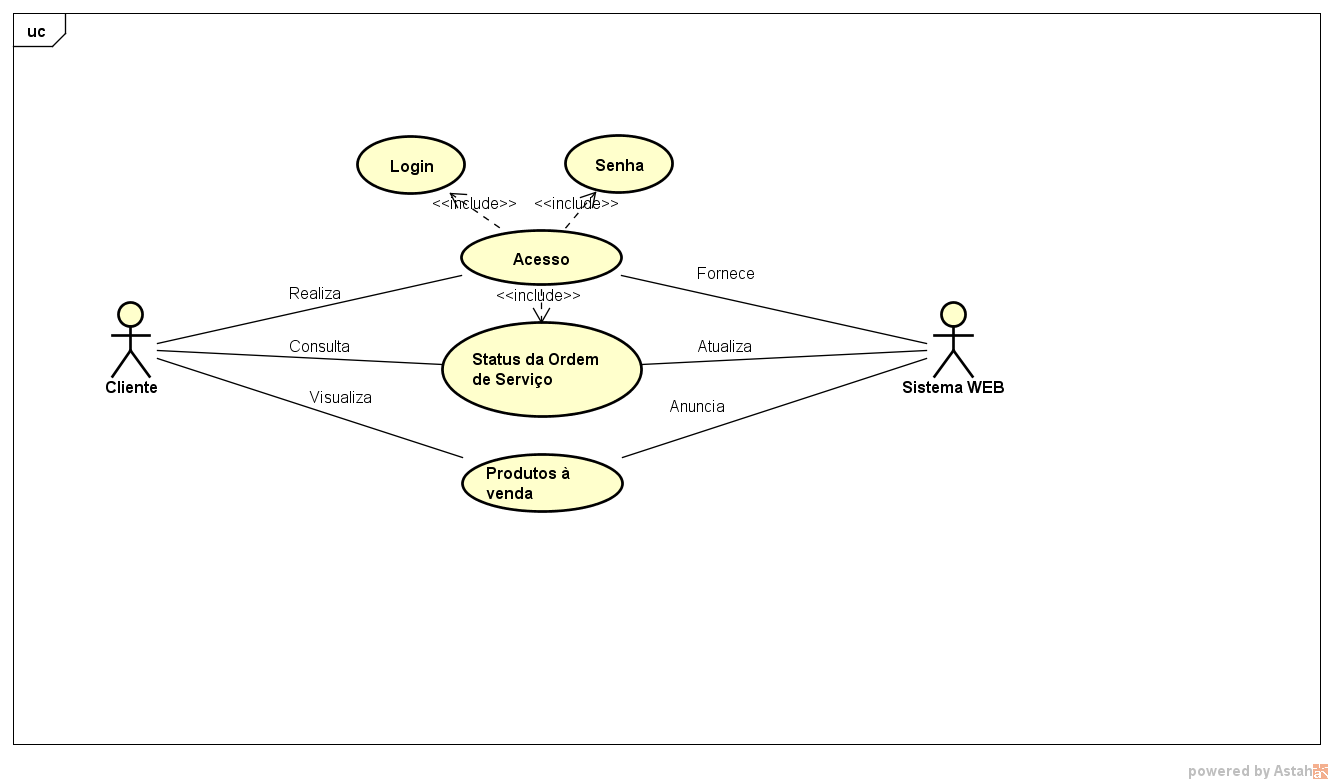 uc
Login
Senha
<<include>>
<<include>>
Acesso
Fornece
Realiza
<<include>>
Consulta
Atualiza
Status da Ordem
de Serviço
Cliente
Sistema WEB
Visualiza
Anuncia
Produtos à
venda
powered by Astah